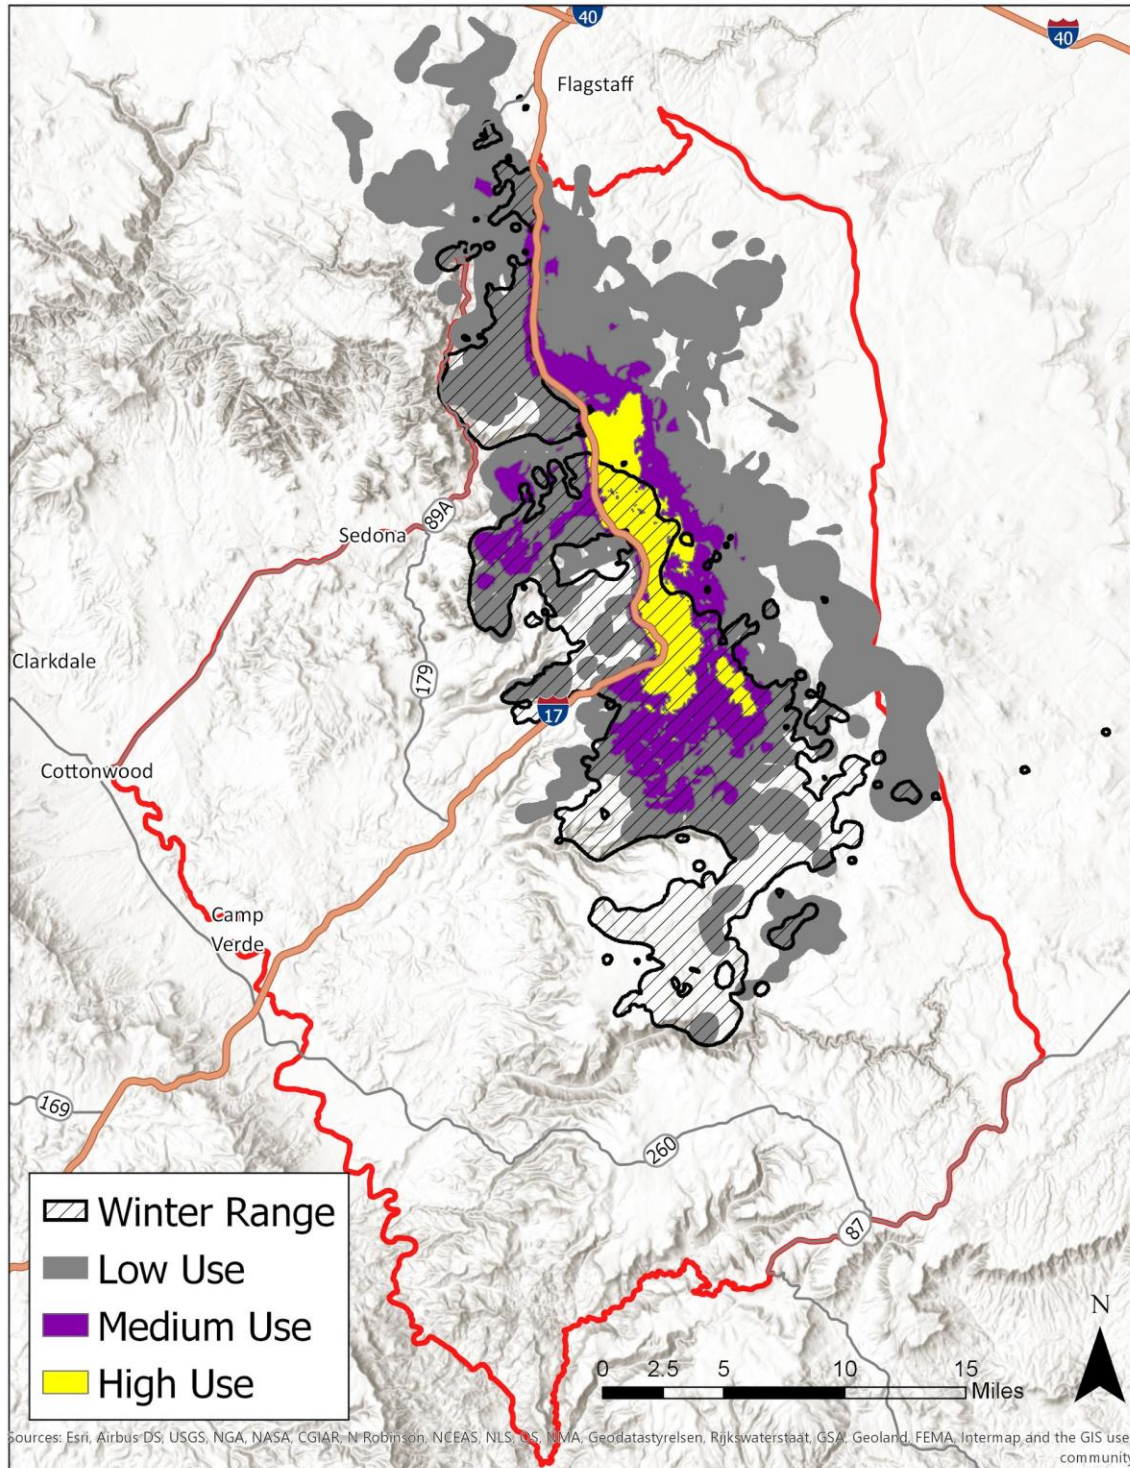 40
40
Flagstaff
Sedona
89A
Clarkdale
179
17
Cottonwood
Camp
Verde
169
260
87
Winter Range
Low Use
Medium Use
High Use
N
0 2.5 5 10 15
Miles
Sources: Esri, Airbus DS, USGS, NGA, NASA, CGIAR, N Robinson, NCEAS, NLS, OS, NMA, Geodatastyrelsen, Rijkswaterstaat, GSA, Geoland, FEMA, Intermap and the GIS use
community